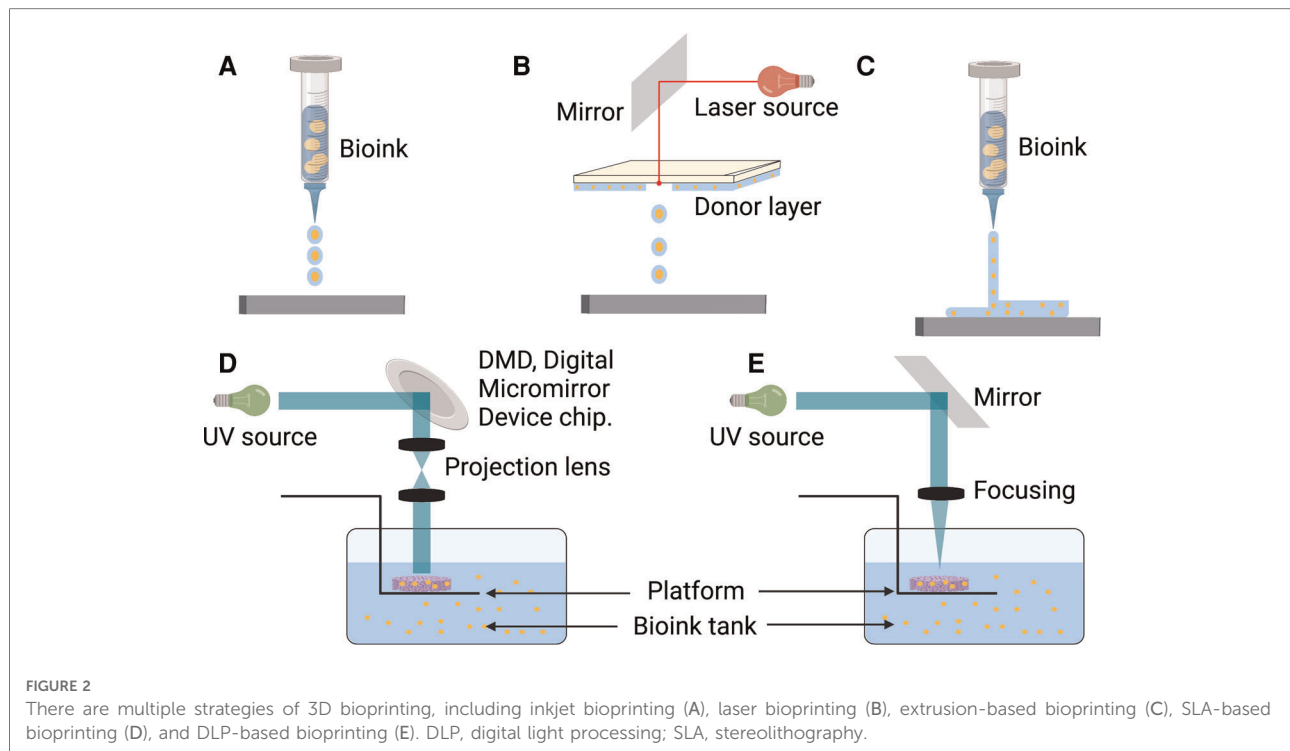 A
Bioink
B
Mirror
Laser source
Donor layer
C
Bioink
D
UV source
DMD, Digital
Micromirror
Device chip.
Projection lens
E
UV source
Mirror
Focusing
Platform
Bioink tank
FIGURE 2
There are multiple strategies of 3D bioprinting, including inkjet bioprinting (A), laser bioprinting (B), extrusion-based bioprinting (C), SLA-based
bioprinting (D), and DLP-based bioprinting (E). DLP, digital light processing; SLA, stereolithography.